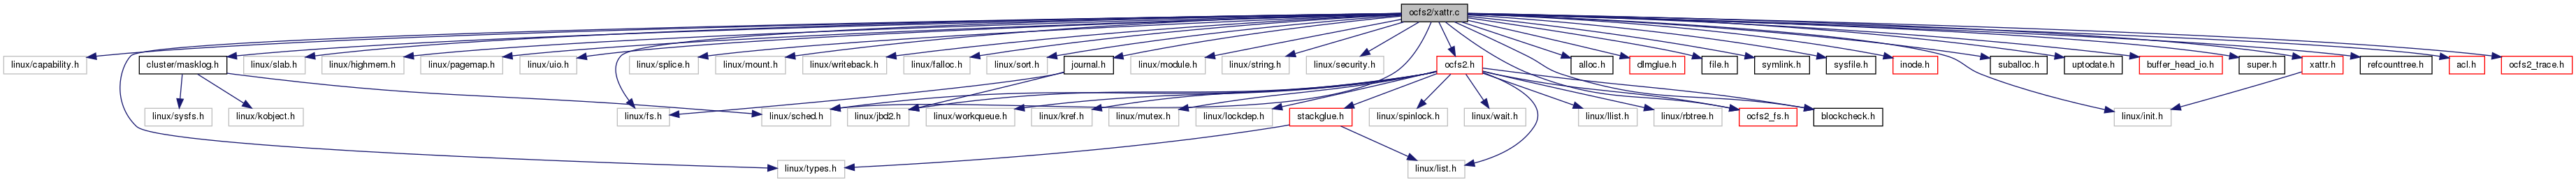 ocfs2/xattr.c
linux/capability.h
cluster/masklog.h
linux/slab.h
linux/highmem.h
linux/pagemap.h
linux/uio.h
linux/splice.h
linux/mount.h
linux/writeback.h
linux/falloc.h
linux/sort.h
journal.h
linux/module.h
linux/string.h
linux/security.h
ocfs2.h
alloc.h
dlmglue.h
file.h
symlink.h
sysfile.h
inode.h
suballoc.h
uptodate.h
buffer_head_io.h
super.h
xattr.h
refcounttree.h
acl.h
ocfs2_trace.h
linux/sysfs.h
linux/kobject.h
linux/fs.h
linux/sched.h
linux/jbd2.h
linux/workqueue.h
linux/kref.h
linux/mutex.h
linux/lockdep.h
stackglue.h
linux/spinlock.h
linux/wait.h
linux/llist.h
linux/rbtree.h
ocfs2_fs.h
blockcheck.h
linux/init.h
linux/types.h
linux/list.h